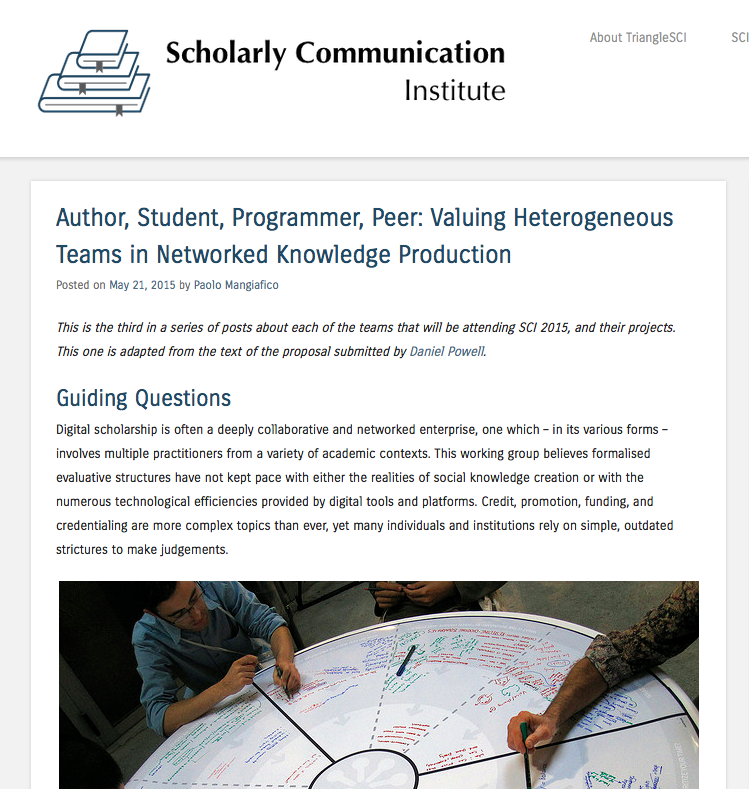 Scholarly Communication
Institute
About TriangleSCI
SCI
Author, Student, Programmer, Peer: Valuing Heterogeneous
Teams in Networked Knowledge Production
Posted on May 21, 2015 by Paolo Mangiafico
This is the third in a series of posts about each of the teams that will be attending SCI 2015, and their projects.
This one is adapted from the text of the proposal submitted by Daniel Powell.
Guiding Questions
Digital scholarship is often a deeply collaborative and networked enterprise, one which – in its various forms –
involves multiple practitioners from a variety of academic contexts. This working group believes formalised
evaluative structures have not kept pace with either the realities of social knowledge creation or with the
numerous technological efficiencies provided by digital tools and platforms. Credit, promotion, funding, and
credentialing are more complex topics than ever, yet many individuals and institutions rely on simple, outdated
strictures to make judgements.